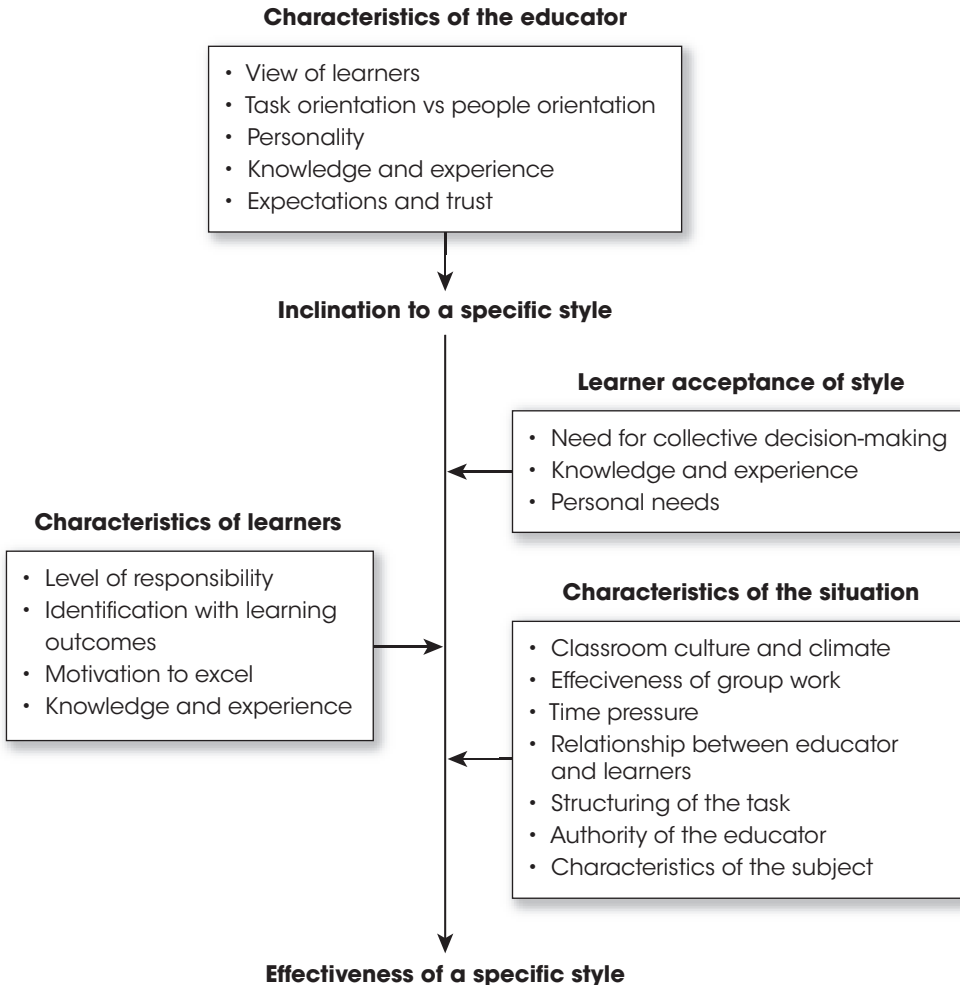 Characteristics of the educator
• View of learners
• Task orientation vs people orientation
• Personality
• Knowledge and experience
• Expectations and trust
Inclination to a specific style
Learner acceptance of style
• Need for collective decision-making
• Knowledge and experience
• Personal needs
Characteristics of learners
• Level of responsibility
• Identification with learning
outcomes
• Motivation to excel
• Knowledge and experience
Characteristics of the situation
• Classroom culture and climate
• Effeciveness of group work
• Time pressure
• Relationship between educator
and learners
• Structuring of the task
• Authority of the educator
• Characteristics of the subject
Effectiveness of a specific style